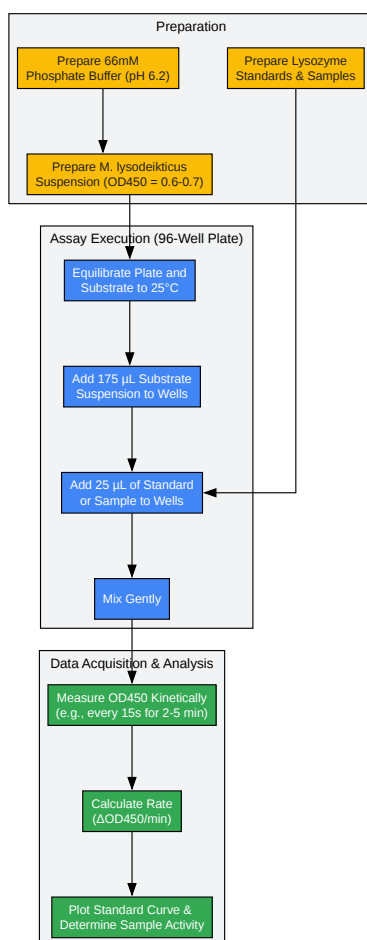 Preparation
Prepare 66mM
Phosphate Buffer (pH 6.2)
Prepare Lysozyme
Standards & Samples
Prepare M. lysodeikticus
Suspension (OD450 = 0.6-0.7)
Assay Execution (96-Well Plate)
Equilibrate Plate and
Substrate to 25°C
Add 175 µL Substrate
Suspension to Wells
Add 25 µL of Standard
or Sample to Wells
Mix Gently
Data Acquisition & Analysis
Measure OD450 Kinetically
(e.g., every 15s for 2-5 min)
Calculate Rate
(ΔOD450/min)
Plot Standard Curve &
Determine Sample Activity